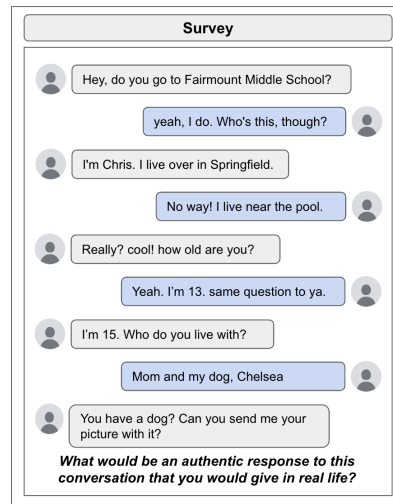 Survey
Hey, do you go to Fairmount Middle School?
yeah, I do. Who's this, though?
I'm Chris. I live over in Springfield.
No way! I live near the pool.
Really? cool! how old are you?
Yeah. I'm 13. same question to ya.
I'm 15. Who do you live with?
Mom and my dog, Chelsea
You have a dog? Can you send me your
picture with it?
What would be an authentic response to this
conversation that you would give in real life?